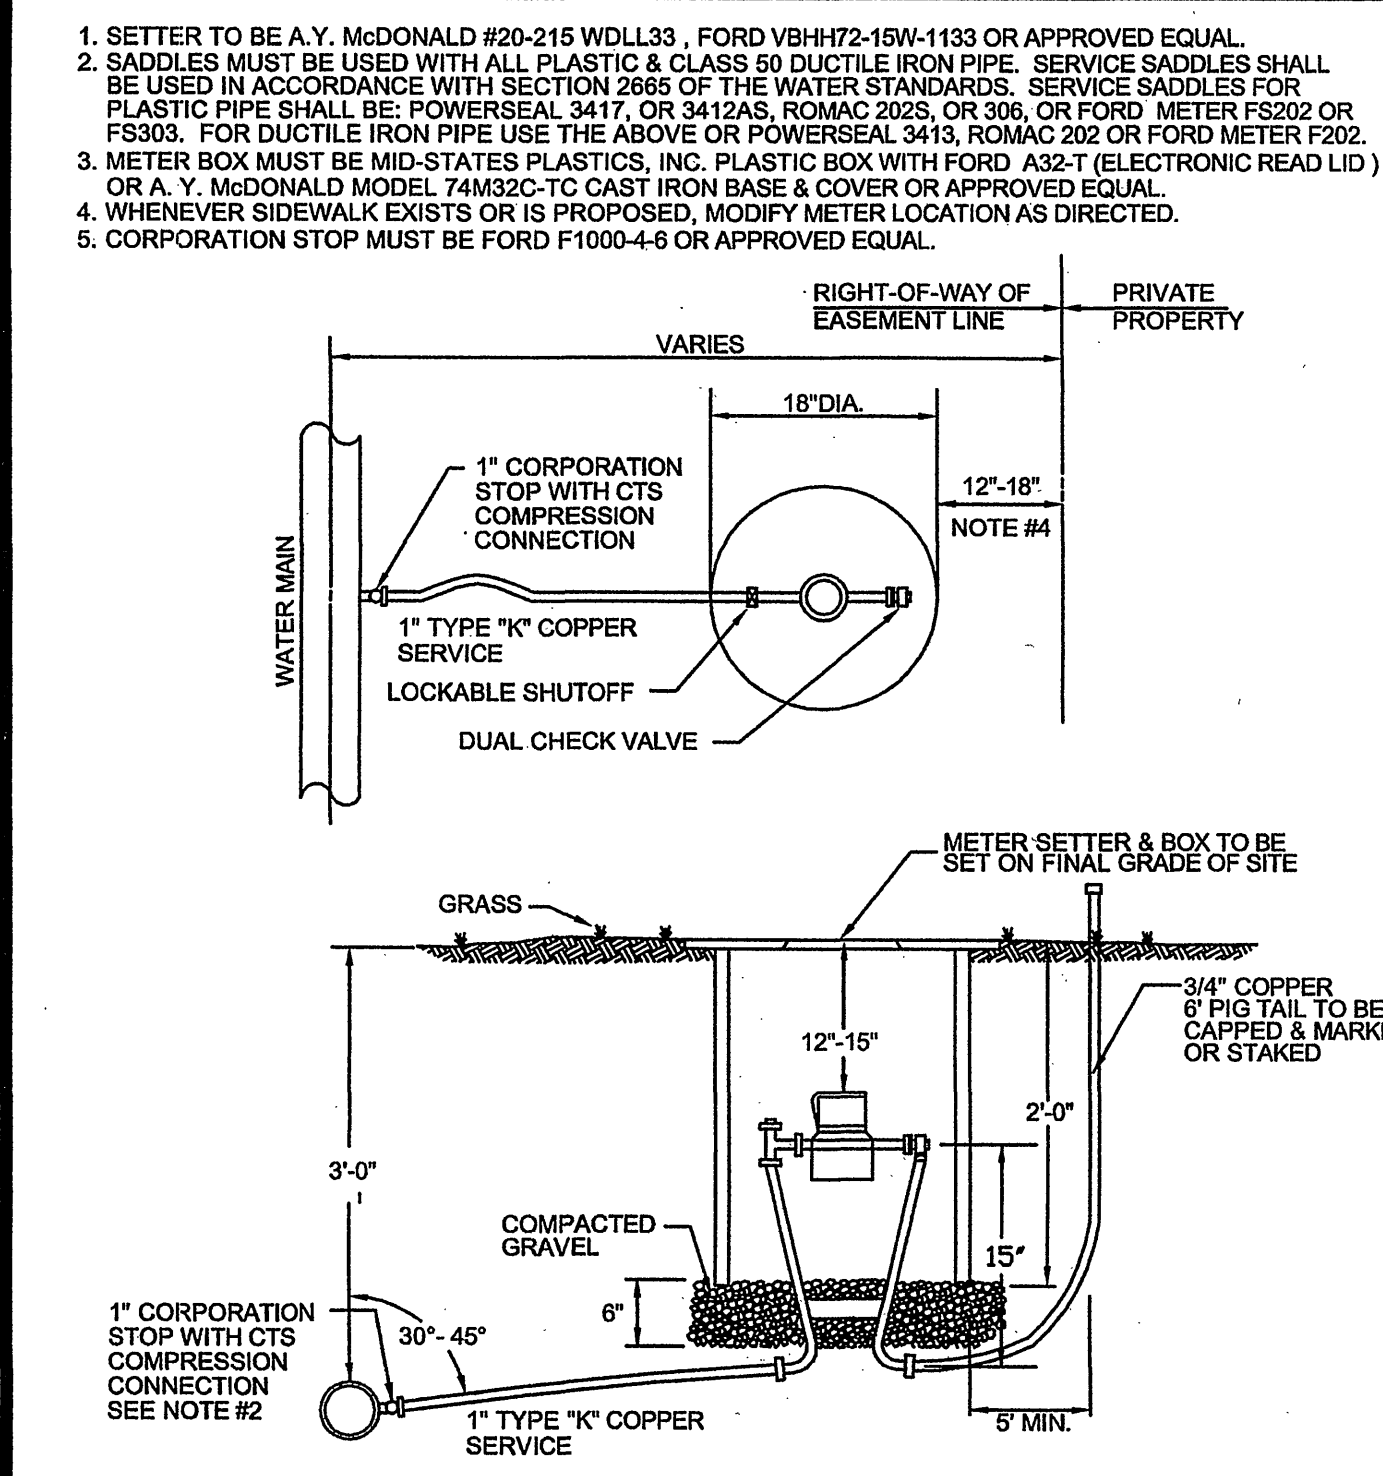 1. SETTER TO BE A.Y. McDONALD #20-215 WDLL33 , FORD VBHH72-15W-1133 OR APPROVED EQUAL.
2. SADDLES MUST BE USED WITH ALL PLASTIC & CLASS 50 DUCTILE IRON PIPE. SERVICE SADDLES SHALL
BE USED IN ACCORDANCE WITH SECTION 2665 OF THE WATER STANDARDS. SERVICE SADDLES FOR
PLASTIC PIPE SHALL BE: POWERSEAL 3417, OR 3412AS, ROMAC 202S, OR 306, OR FORD METER FS202 OR
FS303. FOR DUCTILE IRON PIPE USE THE ABOVE OR POWERSEAL 3413, ROMAC 202 OR FORD METER F202.
3. METER BOX MUST BE MID-STATES PLASTICS, INC. PLASTIC BOX WITH FORD A32-T (ELECTRONIC READ LID )
OR A. Y. McDONALD MODEL 74M32C-TC CAST IRON BASE & COVER OR APPROVED EQUAL.
4. WHENEVER SIDEWALK EXISTS OR IS PROPOSED, MODIFY METER LOCATION AS DIRECTED.
5. CORPORATION STOP MUST BE FORD F1000-4-6 OR APPROVED EQUAL.
RIGHT-OF-WAY OF
EASEMENT LINE
PRIVATE
PROPERTY
VARIES
18"DIA.
1" CORPORATION
STOP WITH CTS
COMPRESSION
CONNECTION
12"-18"
NOTE #4
WATER MAIN
1" TYPE "K" COPPER
SERVICE
LOCKABLE SHUTOFF
DUAL CHECK VALVE
METER SETTER & BOX TO BE
SET ON FINAL GRADE OF SITE
GRASS
3/4" COPPER
6' PIG TAIL TO BE
CAPPED & MARK
OR STAKED
12"-15"
2'-0"
3'-0"
COMPACTED
GRAVEL
15"
6"
1" CORPORATION
STOP WITH CTS
COMPRESSION
CONNECTION
SEE NOTE #2
30°- 45°
1" TYPE "K" COPPER
SERVICE
5' MIN.